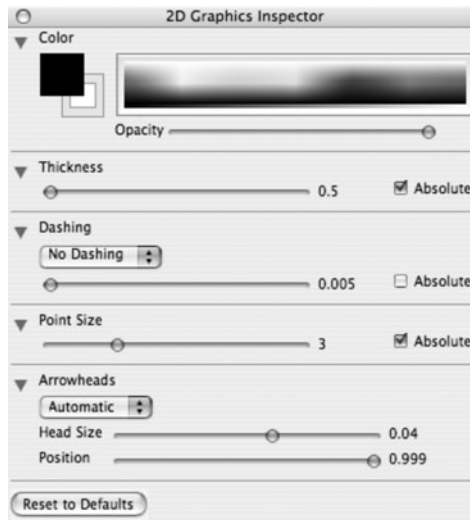 2D Graphics Inspector
Color
Opacity
Thickness
0.5 Absolute
Dashing
No Dashing
0.005 Absolute
Point Size
3 Absolute
Arrowheads
Automatic
Head Size 0.04
Position 0.999
Reset to Defaults